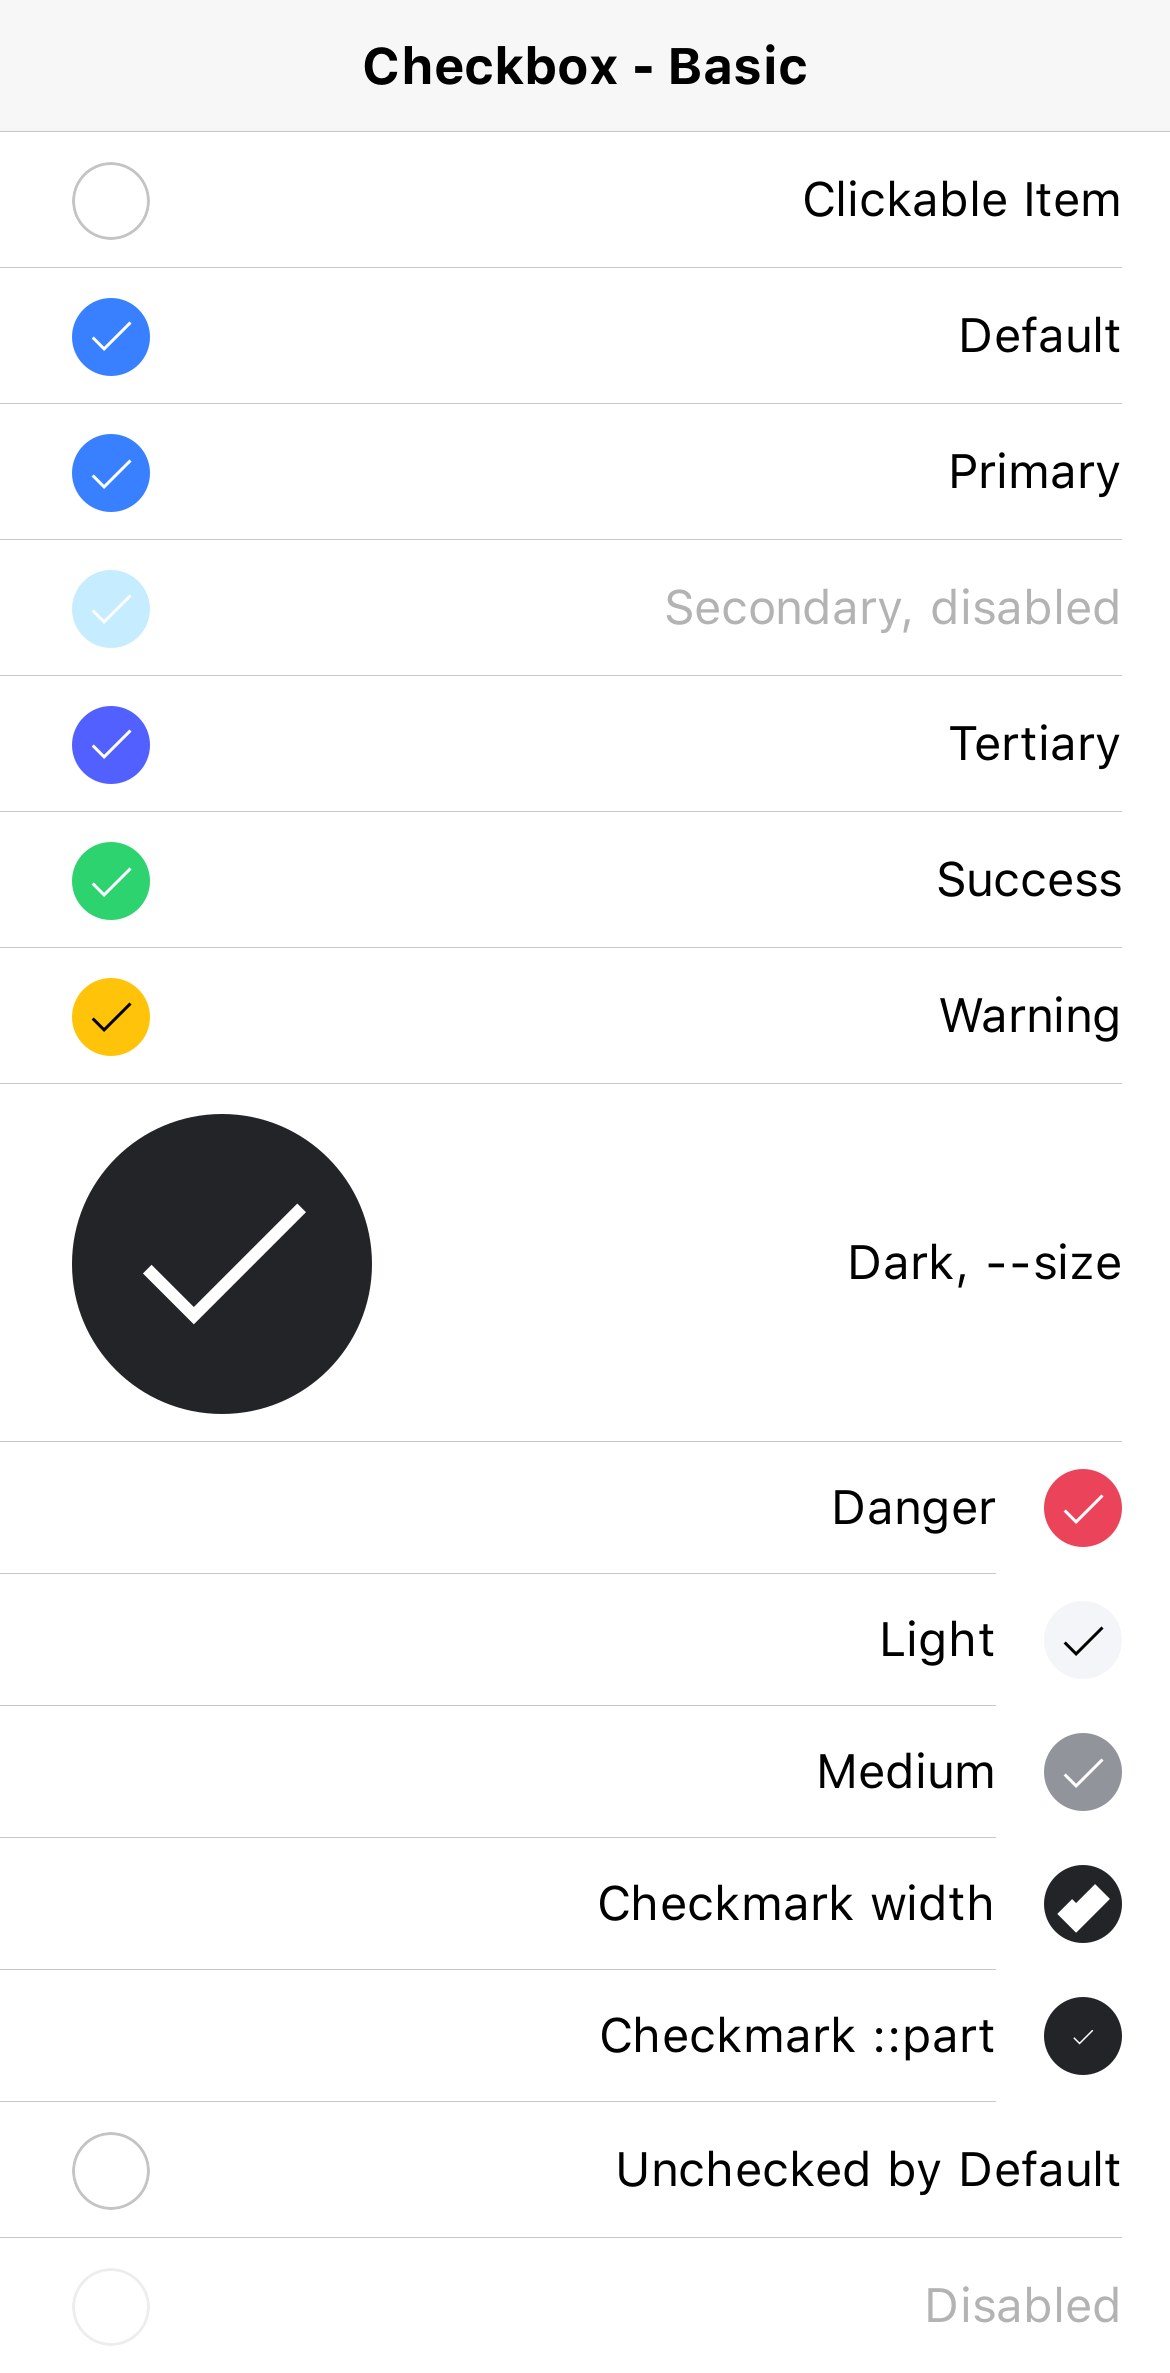 Checkbox - Basic
Clickable Item
Default
Primary
Secondary, disabled
Tertiary
Success
Warning
Dark, --size
Danger
Light
Medium
Checkmark width
Checkmark ::part
Unchecked by Default
Disabled